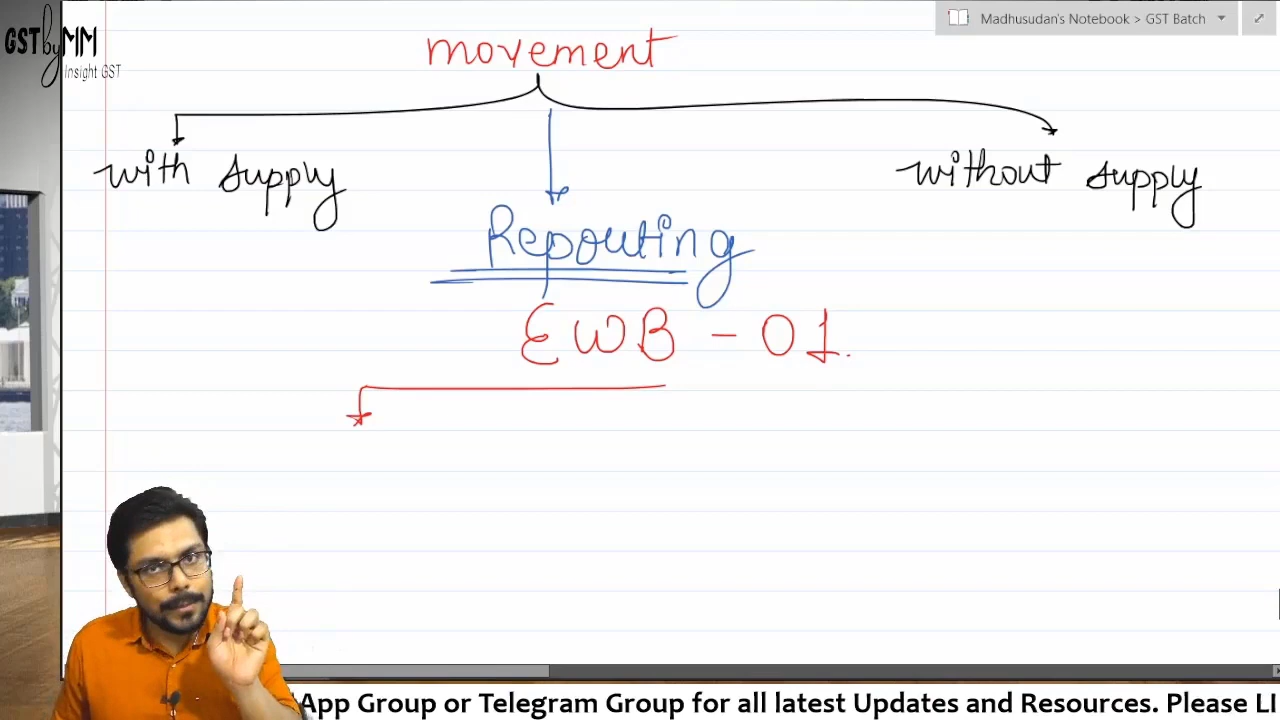 GST by MM
Insight GST
Madhusudan's Notebook > GST Batch
movement
with supply
without supply
Reporting
EWB - 01.
App Group or Telegram Group for all latest Updates and Resources. Please LI